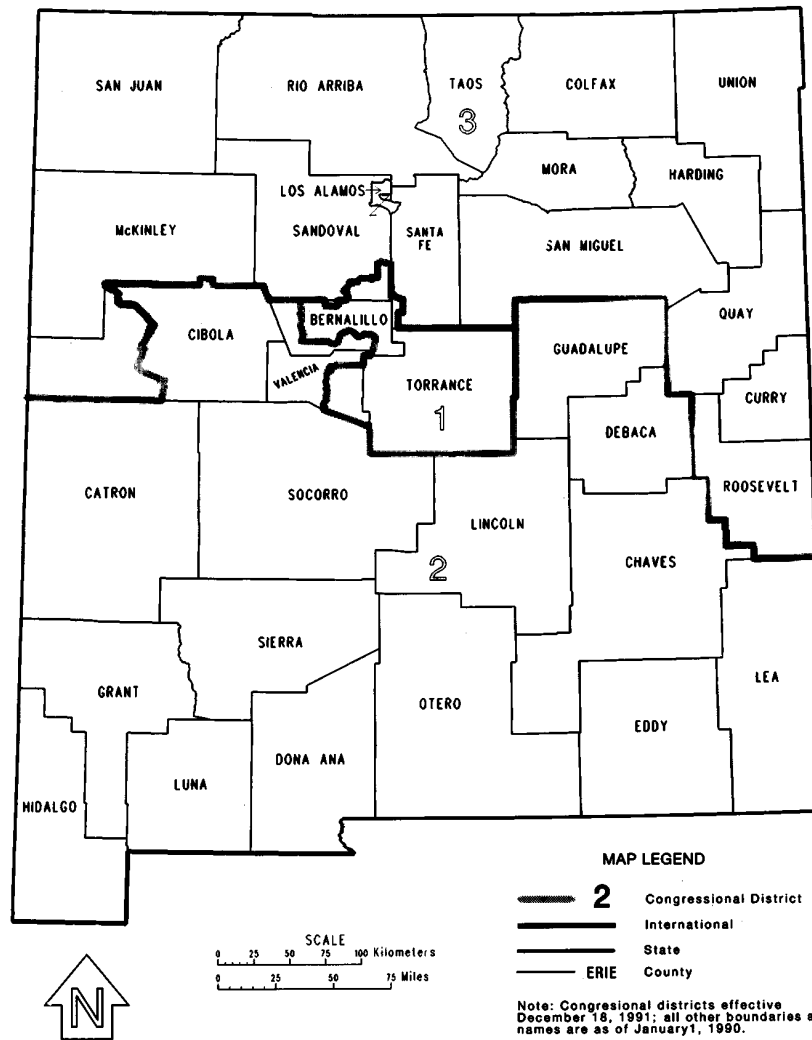 SAN JUAN
RIO ARRIBA
TAOS
COLFAX
UNION
3
LOS ALAMOS
MORA
HARDING
McKINLEY
SANDOVAL
SANTA
FE
SAN MIGUEL
CIBOLA
BERNALILLO
QUAY
GUADALUPE
VALENCIA
TORRANCE
1
CURRY
DEBACA
CATRON
SOCORRO
LINCOLN
ROOSEVELT
2
CHAVES
SIERRA
GRANT
OTERO
LEA
EDDY
DONA ANA
LUNA
HIDALGO
MAP LEGEND
2 Congressional District
International
State
ERIE County
SCALE
0 25 50 75 100 Kilometers
0 25 50 75 Miles
N
Note: Congresional districts effective
December 18, 1991; all other boundaries a
names are as of January1, 1990.